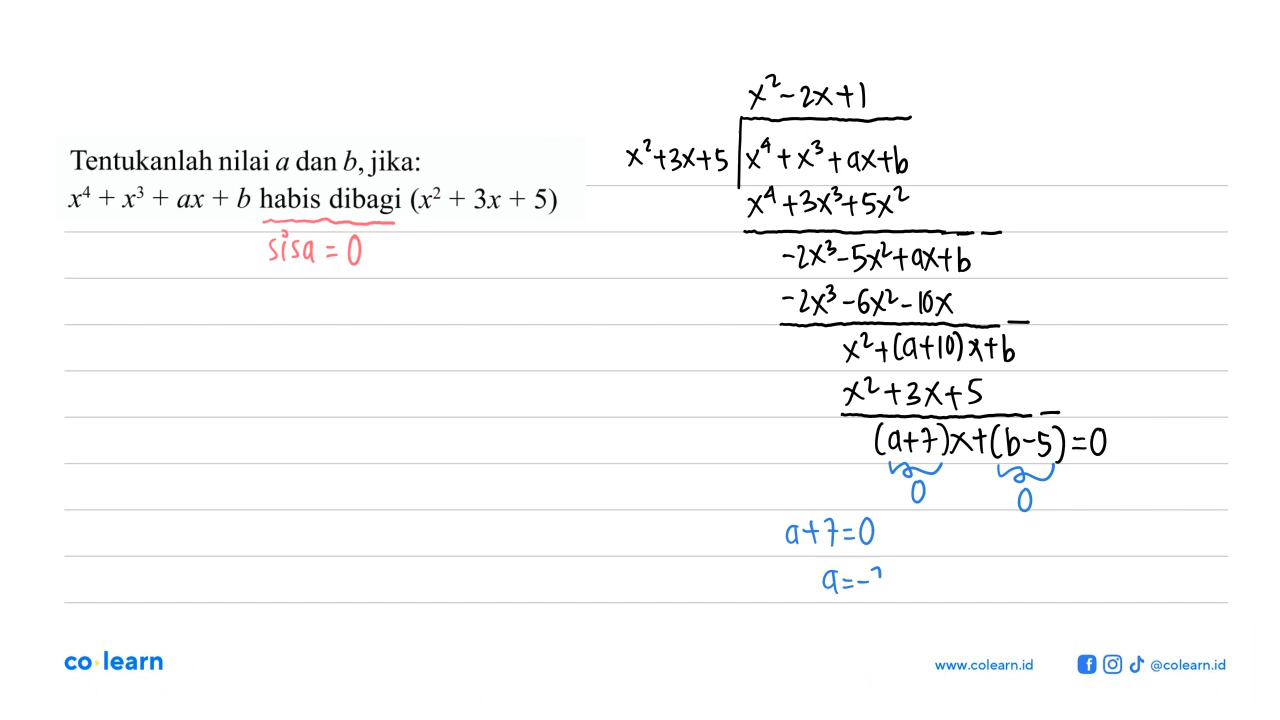 Tentukanlah nilai a dan b, jika:
x⁴ + x³ + ax + b habis dibagi (x² + 3x + 5)
sisa = 0
x² - 2x + 1
x² + 3x + 5 | x⁴ + x³ + ax + b
x⁴ + 3x³ + 5x²
-2x³ - 5x² + ax + b
-2x³ - 6x² - 10x
x² + (a+10)x + b
x² + 3x + 5
(a+7)x + (b-5) = 0
0 0
a + 7 = 0
a = -
co learn
www.colearn.id
@colearn.id